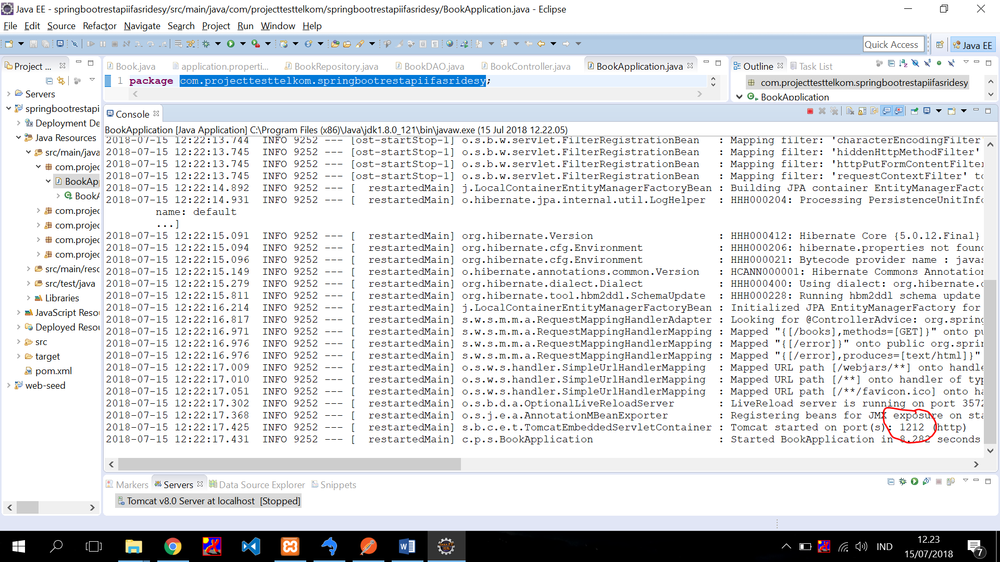 Java EE - springbootrestapiifasridesy/src/main/java/com/projecttesttelkom/springbootrestapiifasridesy/BookApplication.java - Eclipse
File Edit Source Refactor Navigate Search Project Run Window Help
Quick Access
Java EE
Project ...
Servers
springbootrestapi
Deployment De
Java Resources
src/main/java
com.projec
BookAp
BookA
com.projec
com.projec
com.projec
com.projec
src/main/resc
src/test/java
Libraries
JavaScript Resou
Deployed Resou
src
target
pom.xml
web-seed
Book.java application.properti... BookRepository.java BookDAO.java BookController.java BookApplication.java
1 package com.projecttesttelkom.springbootrestapiifasridesy;
Outline Task List
com.projecttesttelkom.springbootrestapiifasridesy
BookApplication
Console
BookApplication [Java Application] C:\Program Files (x86)\Java\jdk1.8.0_121\bin\javaw.exe (15 Jul 2018 12.22.05)
2018-07-15 12:22:13.744 INFO 9252 --- [ost-startStop-1] o.s.b.w.servlet.FilterRegistrationBean : Mapping filter: 'characterEncodingFilter'
2018-07-15 12:22:13.745 INFO 9252 --- [ost-startStop-1] o.s.b.w.servlet.FilterRegistrationBean : Mapping filter: 'hiddenHttpMethodFilter'
2018-07-15 12:22:13.745 INFO 9252 --- [ost-startStop-1] o.s.b.w.servlet.FilterRegistrationBean : Mapping filter: 'httpPutFormContentFilter
2018-07-15 12:22:13.745 INFO 9252 --- [ost-startStop-1] o.s.b.w.servlet.FilterRegistrationBean : Mapping filter: 'requestContextFilter' to
2018-07-15 12:22:14.892 INFO 9252 --- [ restartedMain] j.LocalContainerEntityManagerFactoryBean : Building JPA container EntityManagerFacto
2018-07-15 12:22:14.931 INFO 9252 --- [ restartedMain] o.hibernate.jpa.internal.util.LogHelper : HHH000204: Processing PersistenceUnitInfo
name: default
...]
2018-07-15 12:22:15.091 INFO 9252 --- [ restartedMain] org.hibernate.Version : HHH000412: Hibernate Core {5.0.12.Final}
2018-07-15 12:22:15.094 INFO 9252 --- [ restartedMain] org.hibernate.cfg.Environment : HHH000206: hibernate.properties not found
2018-07-15 12:22:15.096 INFO 9252 --- [ restartedMain] org.hibernate.cfg.Environment : HHH000021: Bytecode provider name : javas
2018-07-15 12:22:15.149 INFO 9252 --- [ restartedMain] o.hibernate.annotations.common.Version : HCANN000001: Hibernate Commons Annotation
2018-07-15 12:22:15.279 INFO 9252 --- [ restartedMain] org.hibernate.dialect.Dialect : HHH000400: Using dialect: org.hibernate.d
2018-07-15 12:22:15.811 INFO 9252 --- [ restartedMain] org.hibernate.tool.hbm2ddl.SchemaUpdate : HHH000228: Running hbm2ddl schema update
2018-07-15 12:22:16.214 INFO 9252 --- [ restartedMain] j.LocalContainerEntityManagerFactoryBean : Initialized JPA EntityManagerFactory for
2018-07-15 12:22:16.817 INFO 9252 --- [ restartedMain] s.w.s.m.m.a.RequestMappingHandlerAdapter : Looking for @ControllerAdvice: org.spring
2018-07-15 12:22:16.971 INFO 9252 --- [ restartedMain] s.w.s.m.m.a.RequestMappingHandlerMapping : Mapped "{[/books],methods=[GET]}" onto pu
2018-07-15 12:22:16.976 INFO 9252 --- [ restartedMain] s.w.s.m.m.a.RequestMappingHandlerMapping : Mapped "{[/error]}" onto public org.sprin
2018-07-15 12:22:16.976 INFO 9252 --- [ restartedMain] s.w.s.m.m.a.RequestMappingHandlerMapping : Mapped "{[/error],produces=[text/html]}"
2018-07-15 12:22:17.009 INFO 9252 --- [ restartedMain] o.s.w.s.handler.SimpleUrlHandlerMapping : Mapped URL path [/webjars/**] onto handle
2018-07-15 12:22:17.010 INFO 9252 --- [ restartedMain] o.s.w.s.handler.SimpleUrlHandlerMapping : Mapped URL path [/**] onto handler of typ
2018-07-15 12:22:17.051 INFO 9252 --- [ restartedMain] o.s.w.s.handler.SimpleUrlHandlerMapping : Mapped URL path [/**/favicon.ico] onto ha
2018-07-15 12:22:17.302 INFO 9252 --- [ restartedMain] o.s.b.d.a.OptionalLiveReloadServer : LiveReload server is running on port 3572
2018-07-15 12:22:17.368 INFO 9252 --- [ restartedMain] o.s.j.e.a.AnnotationMBeanExporter : Registering beans for JMX exposure on sta
2018-07-15 12:22:17.425 INFO 9252 --- [ restartedMain] s.b.c.e.t.TomcatEmbeddedServletContainer : Tomcat started on port(s): 1212 (http)
2018-07-15 12:22:17.431 INFO 9252 --- [ restartedMain] c.p.s.BookApplication : Started BookApplication in 8.282 seconds
Markers Servers Data Source Explorer Snippets
Tomcat v8.0 Server at localhost [Stopped]
IND
12.23
15/07/2018
7